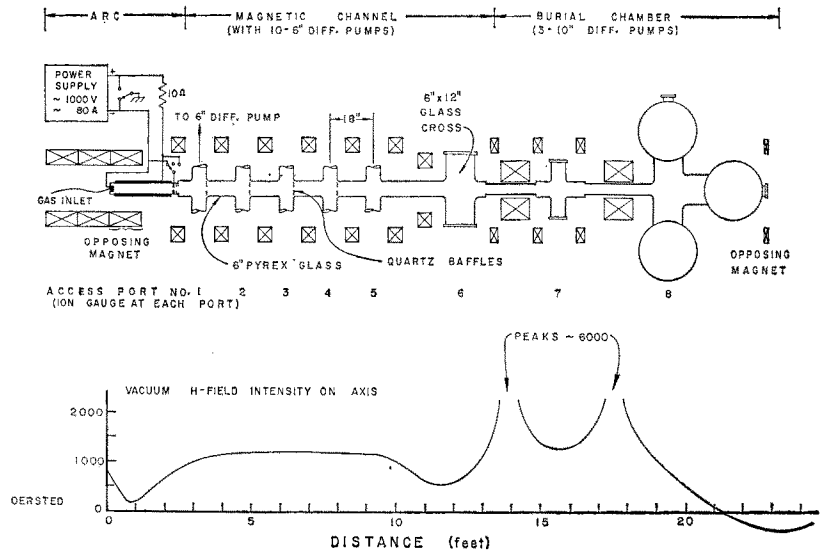 ARC
MAGNETIC CHANNEL
(WITH 10-6" DIFF. PUMPS)
BURIAL CHAMBER
(3-10" DIFF. PUMPS)
POWER
SUPPLY
~ 1000 V
~ 80 A
+
-
10Ω
TO 6" DIFF. PUMP
18"
6" x 12"
GLASS
CROSS
GAS INLET
OPPOSING
MAGNET
6" PYREX GLASS
QUARTZ BAFFLES
OPPOSING
MAGNET
ACCESS PORT NO. 1 2 3 4 5 6 7 8
(ION GAUGE AT EACH PORT)
PEAKS ~ 6000
VACUUM H-FIELD INTENSITY ON AXIS
2000
1000
OERSTED 0
0 5 10 15 20
DISTANCE (feet)